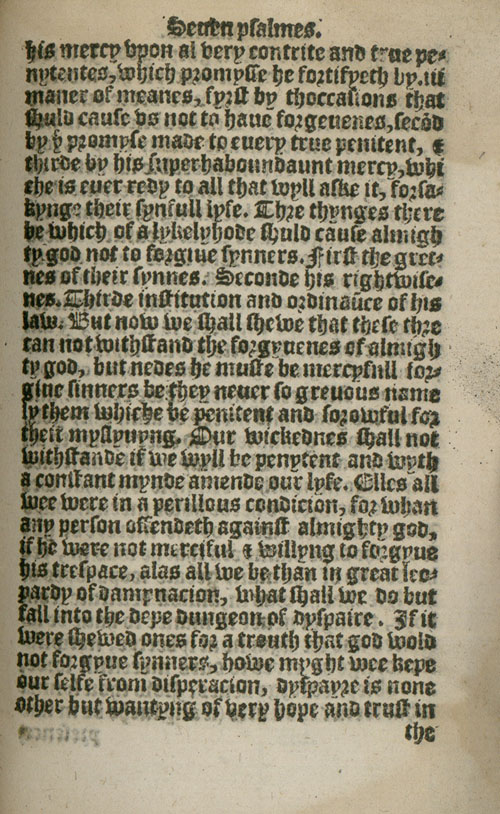 Seuen psalmes.
his mercy vpon al very contrite and true pe-
nytentes, which promysse he fortifyeth by .iii
maner of meanes, fyrst by thoccasions that
shuld cause vs not to haue forgeuenes, secōd
by yͤ promyse made to euery true penitent, &
thirde by his superhaboundaunt mercy, whi
che is euer redy to all that wyll aske it, forsa-
kynge their synfull lyfe. Thre thynges there
be which of a lykelyhode shuld cause almigh
ty god not to forgiue synners. First the gret-
nes of their synnes. Seconde his rightwise-
nes. Thirde institution and ordinaūce of his
law. But now we shall shewe that these thre
can not withstand the forgyuenes of almigh
ty god, but nedes he muste be mercyfull for-
giue sinners be they neuer so greuous name
ly them whiche be penitent and sorowful for
their myslyuyng. Our wickednes shall not
withstande if we wyll be penytent and wyth
a constant mynde amende our lyfe. Elles all
wee were in a perillous condicion, for whan
any person offendeth against almighty god,
if he were not merciful & willyng to forgyue
his trespace, alas all we be than in great ieo-
pardy of dampnacion, what shall we do but
fall into the depe dungeon of dyspaire. If it
were shewed ones for a trouth that god wold
not forgyue synners, howe myght wee kepe
our selfe from disperacion, dyspayre is none
other but wantyng of very hope and trust in
the